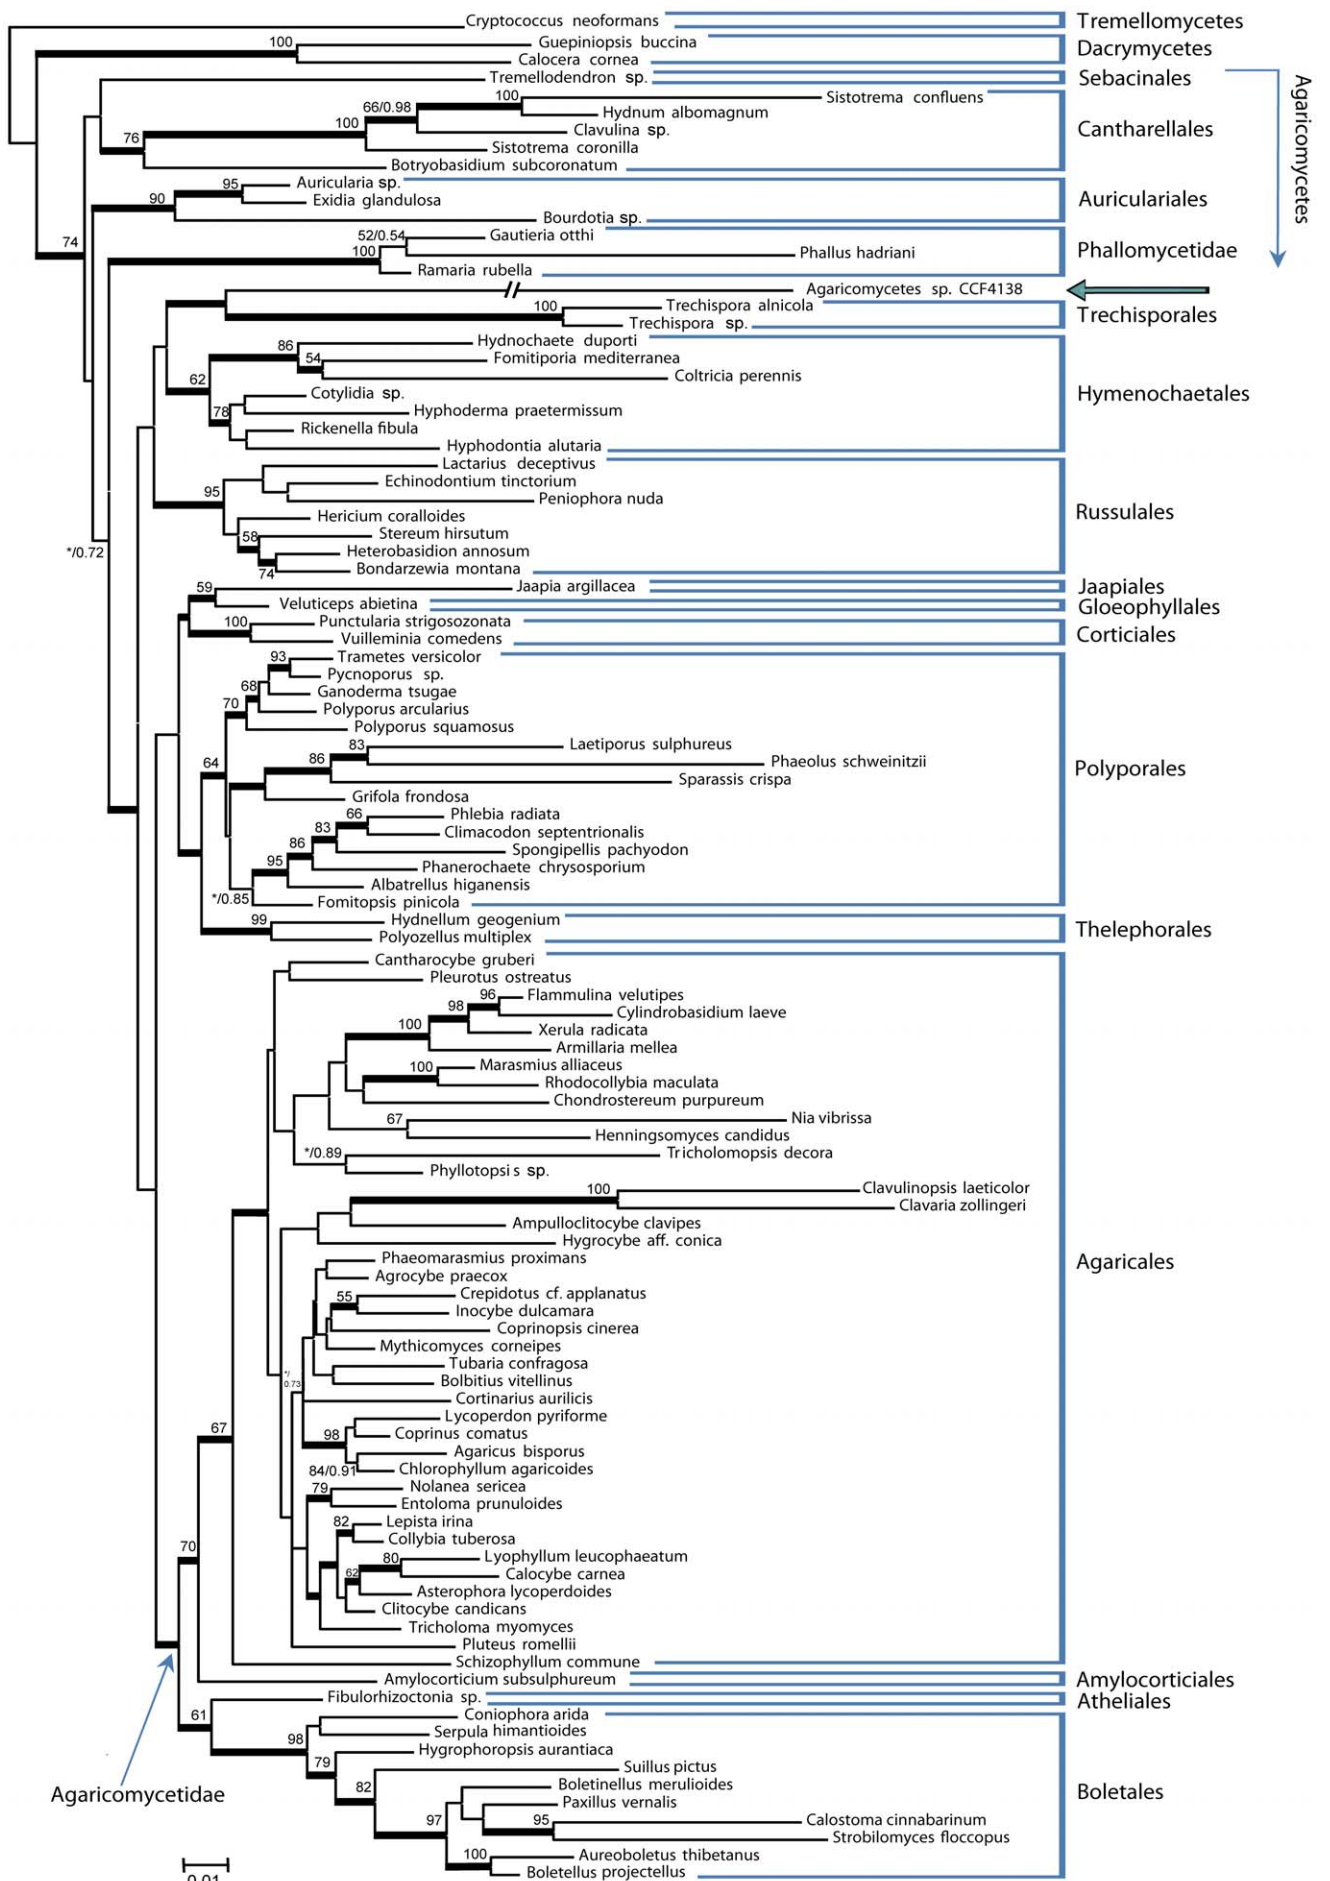 Cryptococcus neoformans Tremellomycetes
100 Guepiniopsis buccina Dacrymycetes
Calocera cornea
Tremellodendron sp. Sebacinales
Agaricomycetes
100 Sistotrema confluens
66/0.98 Hydnum albomagnum
100 Clavulina sp. Cantharellales
76 Sistotrema coronilla
Botryobasidium subcoronatum
95 Auricularia sp.
90 Exidia glandulosa Auriculariales
Bourdotia sp.
74 52/0.54 Gautieria otthi
100 Phallus hadriani Phallomycetidae
Ramaria rubella
Agaricomycetes sp. CCF4138
100 Trechispora alnicola Trechisporales
Trechispora sp.
86 Hydnochaete duporti
54 Fomitiporia mediterranea
62 Coltricia perennis
Cotylidia sp. Hymenochaetales
78 Hyphoderma praetermissum
Rickenella fibula
Hyphodontia alutaria
Lactarius deceptivus
95 Echinodontium tinctorium
Peniophora nuda
Hericium coralloides Russulales
58 Stereum hirsutum
*/0.72 Heterobasidion annosum
74 Bondarzewia montana
59 Jaapia argillacea Jaapiales
Veluticeps abietina Gloeophyllales
100 Punctularia strigosozonata Corticiales
Vuilleminia comedens
93 Trametes versicolor
Pycnoporus sp.
68 Ganoderma tsugae
70 Polyporus arcularius
Polyporus squamosus
83 Laetiporus sulphureus
64 86 Phaeolus schweinitzii Polyporales
Sparassis crispa
Grifola frondosa
66 Phlebia radiata
83 Climacodon septentrionalis
86 Spongipellis pachyodon
95 Phanerochaete chrysosporium
Albatrellus higanensis
*/0.85 Fomitopsis pinicola
99 Hydnellum geogenium Thelephorales
Polyozellus multiplex
Cantharocybe gruberi
Pleurotus ostreatus
96 Flammulina velutipes
98 Cylindrobasidium laeve
100 Xerula radicata
Armillaria mellea
100 Marasmius alliaceus
Rhodocollybia maculata
Chondrostereum purpureum
67 Nia vibrissa
Henningsomyces candidus
*/0.89 Tricholomopsis decora
Phyllotopsis sp.
100 Clavulinopsis laeticolor
Clavaria zollingeri
Ampulloclitocybe clavipes
Hygrocybe aff. conica
Phaeomarasmius proximans Agaricales
Agrocybe praecox
55 Crepidotus cf. applanatus
Inocybe dulcamara
Coprinopsis cinerea
Mythicomyces corneipes
Tubaria confragosa
*/
0.73 Bolbitius vitellinus
Cortinarius aurilicis
Lycoperdon pyriforme
67 98 Coprinus comatus
Agaricus bisporus
84/0.91 Chlorophyllum agaricoides
79 Nolanea sericea
Entoloma prunuloides
82 Lepista irina
Collybia tuberosa
70 80 Lyophyllum leucophaeatum
62 Calocybe carnea
Asterophora lycoperdoides
Clitocybe candicans
Tricholoma myomyces
Pluteus romellii
Schizophyllum commune
Amylocorticium subsulphureum Amylocorticiales
Fibulorhizoctonia sp. Atheliales
61 Coniophora arida
98 Serpula himantioides
79 Hygrophoropsis aurantiaca
Suillus pictus
82 Boletinellus merulioides
Agaricomycetidae Boletales
Paxillus vernalis
97 95 Calostoma cinnabarinum
Strobilomyces floccopus
100 Aureoboletus thibetanus
Boletellus projectellus
0.01